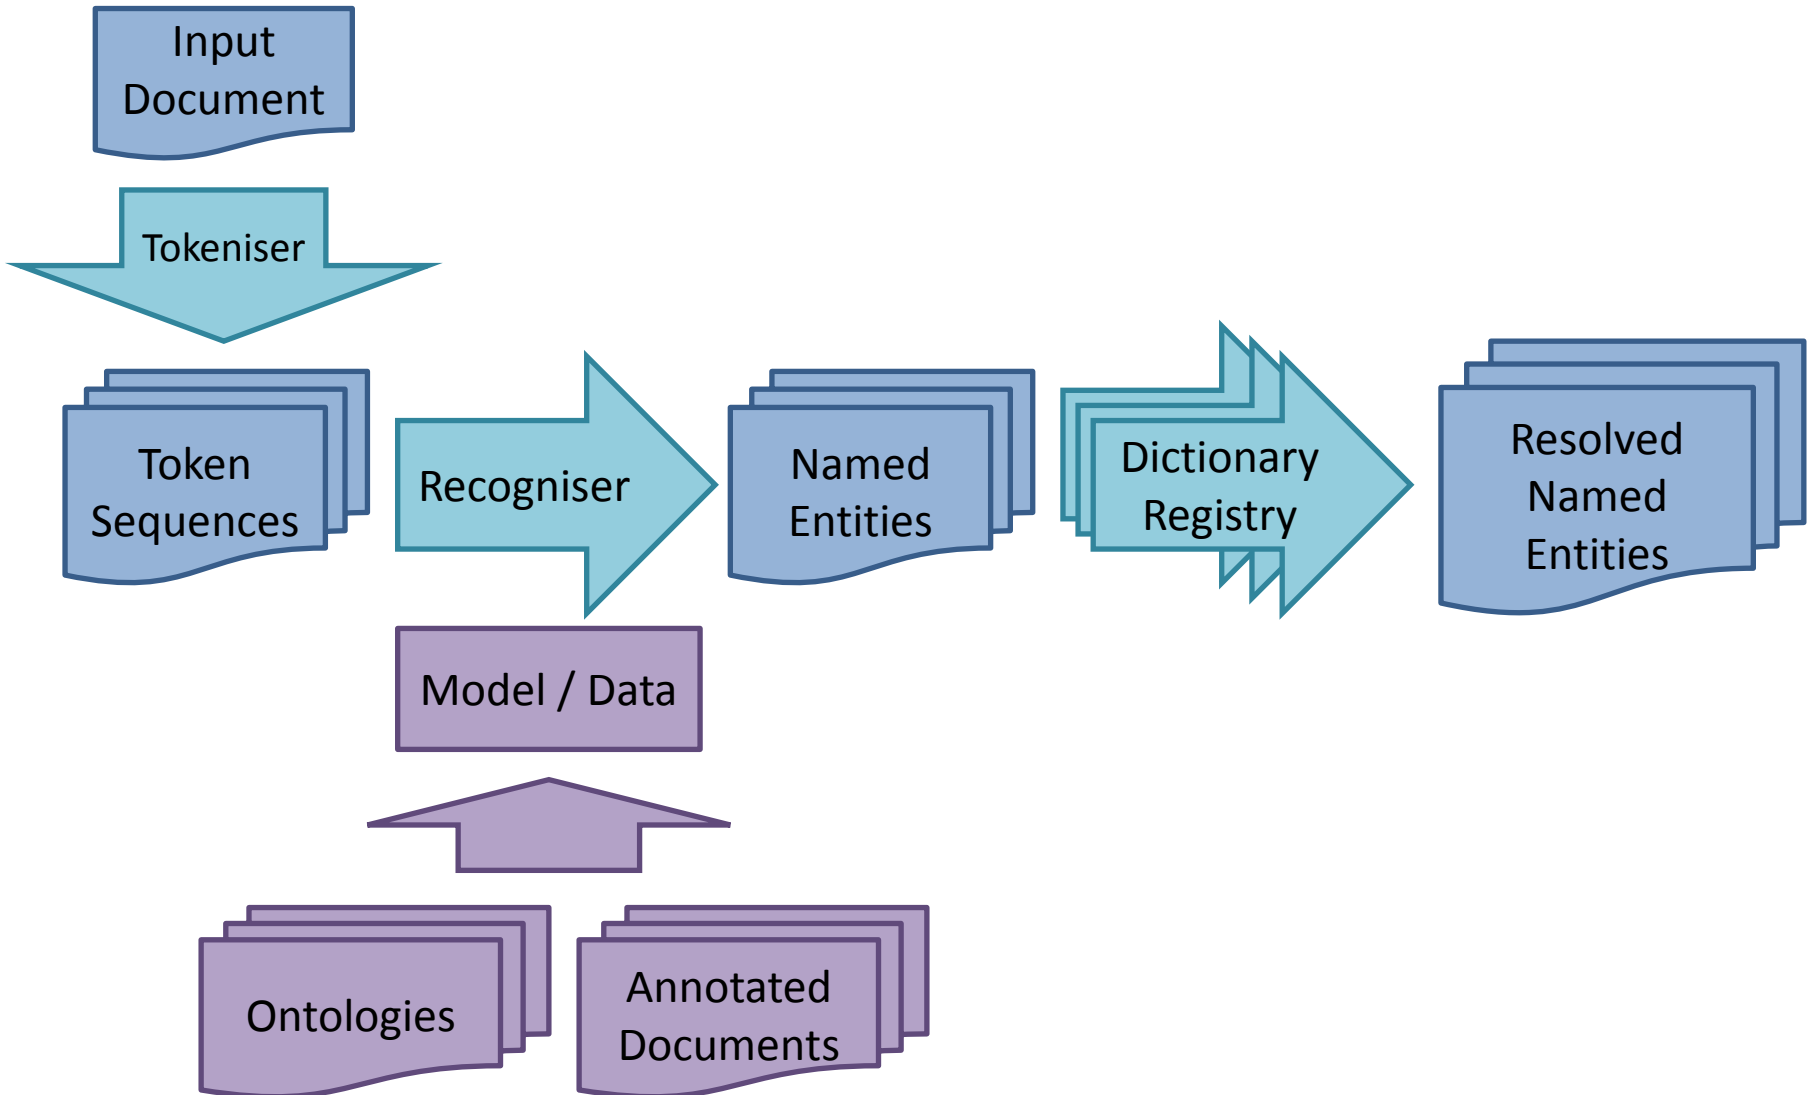 Input
Document
Tokeniser
Token
Sequences
Recogniser
Named
Entities
Dictionary
Registry
Resolved
Named
Entities
Model / Data
Ontologies
Annotated
Documents